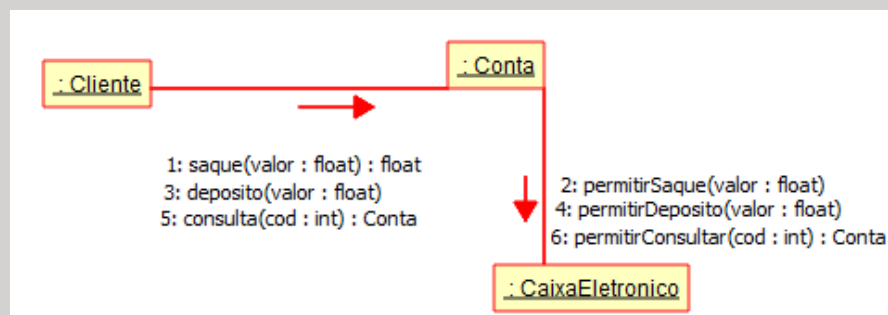 : Cliente
: Conta
1: saque(valor : float) : float
3: deposito(valor : float)
5: consulta(cod : int) : Conta
2: permitirSaque(valor : float)
4: permitirDeposito(valor : float)
6: permitirConsultar(cod : int) : Conta
: CaixaEletronico